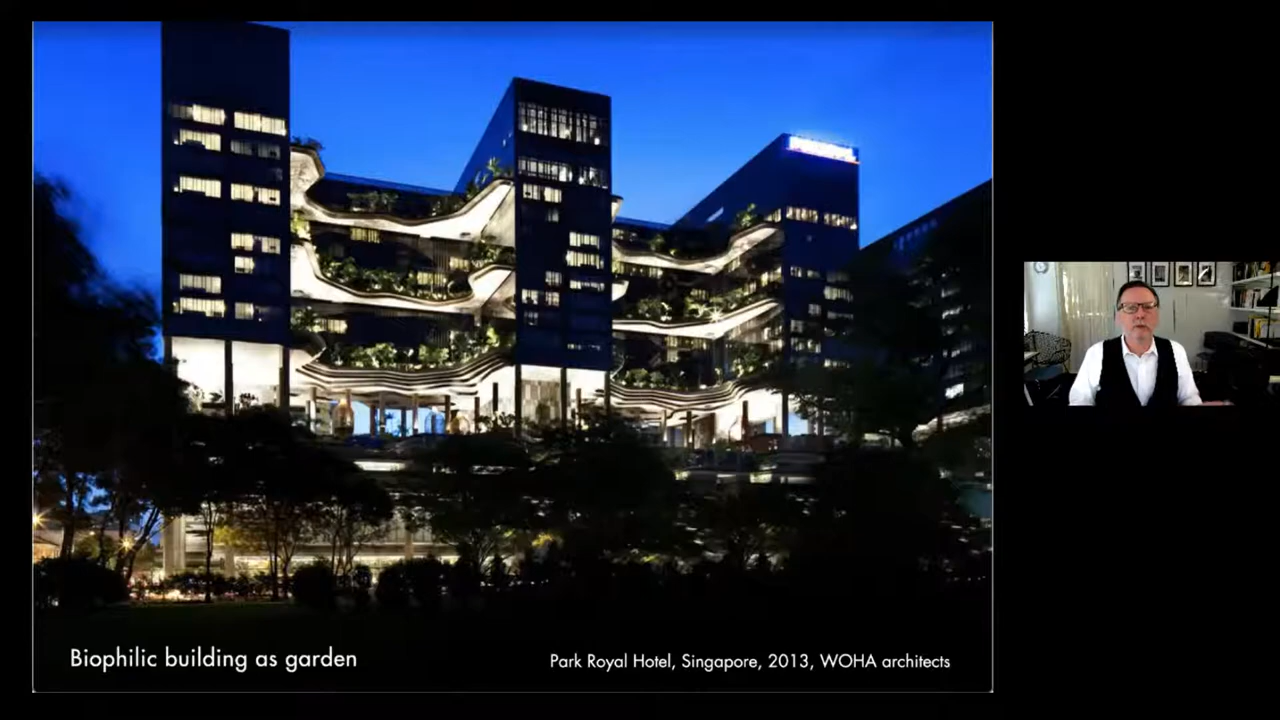 Biophilic building as garden
Park Royal Hotel, Singapore, 2013, WOHA architects